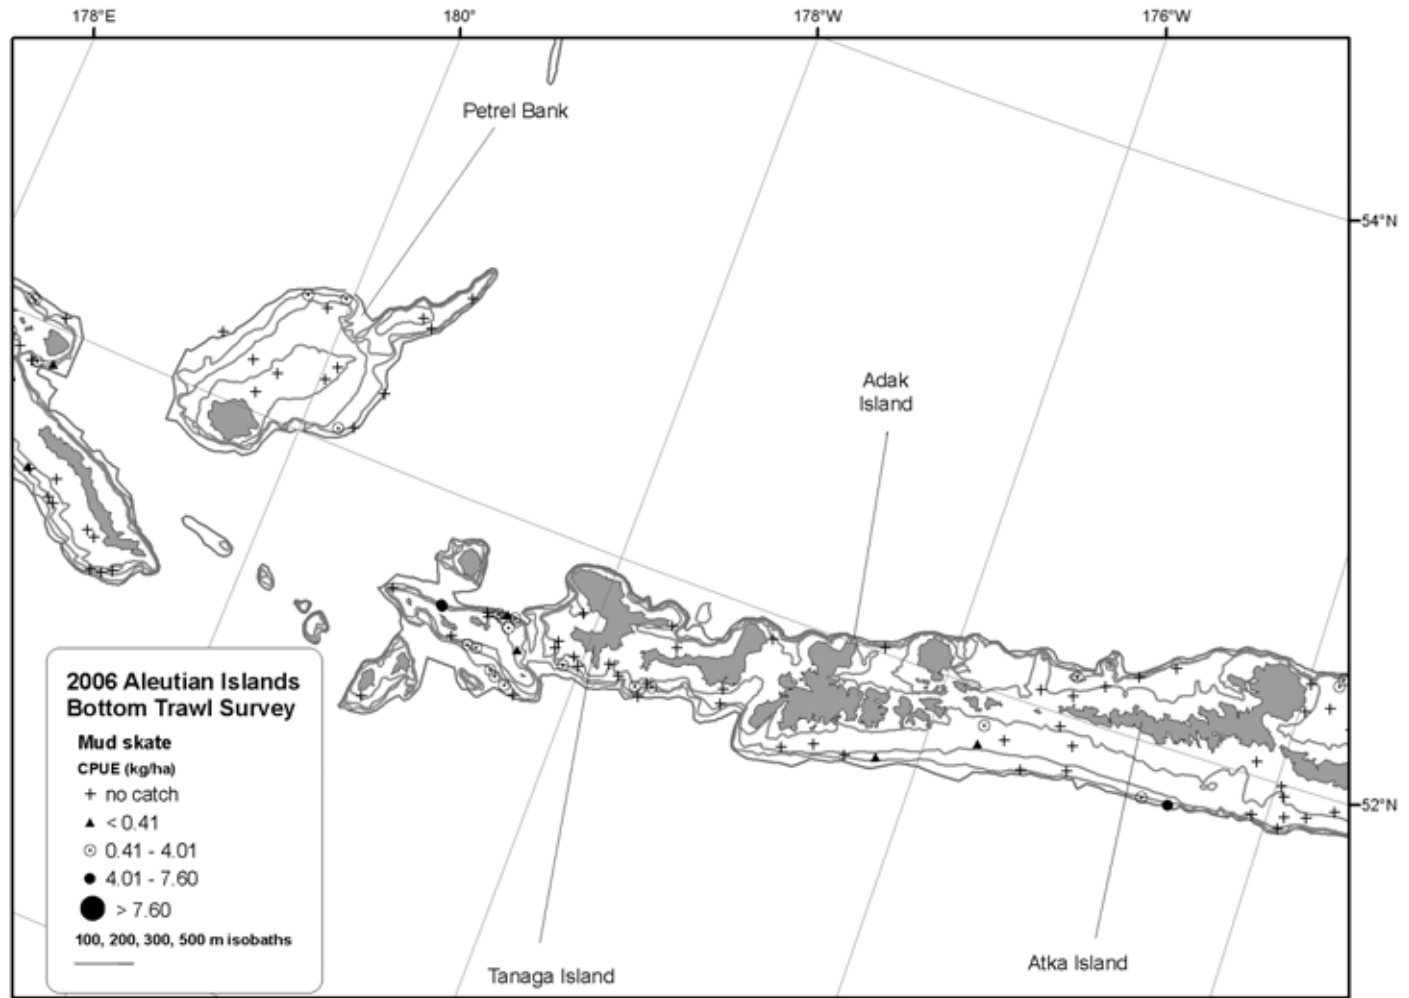 178°E
180°
178°W
176°W
Petrel Bank
54°N
Adak
Island
2006 Aleutian Islands
Bottom Trawl Survey
Mud skate
CPUE (kg/ha)
no catch
< 0.41
0.41 - 4.01
4.01 - 7.60
> 7.60
100, 200, 300, 500 m isobaths
52°N
Tanaga Island
Atka Island